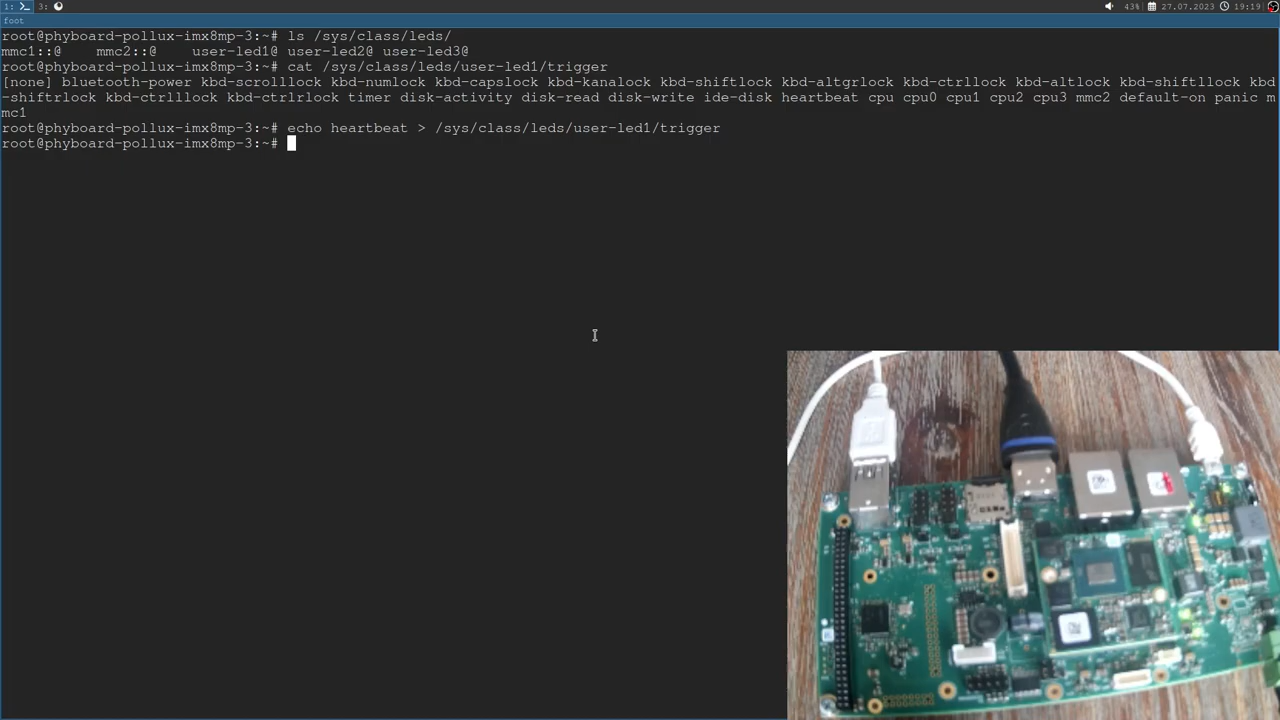 1: 3: 43% 27.07.2023 19:19
foot
root@phyboard-pollux-imx8mp-3:~# ls /sys/class/leds/
mmc1::@ mmc2::@ user-led1@ user-led2@ user-led3@
root@phyboard-pollux-imx8mp-3:~# cat /sys/class/leds/user-led1/trigger
[none] bluetooth-power kbd-scrolllock kbd-numlock kbd-capslock kbd-kanalock kbd-shiftlock kbd-altgrlock kbd-ctrllock kbd-altlock kbd-shiftllock kbd
-shiftrlock kbd-ctrlllock kbd-ctrlrlock timer disk-activity disk-read disk-write ide-disk heartbeat cpu cpu0 cpu1 cpu2 cpu3 mmc2 default-on panic m
mc1
root@phyboard-pollux-imx8mp-3:~# echo heartbeat > /sys/class/leds/user-led1/trigger
root@phyboard-pollux-imx8mp-3:~#